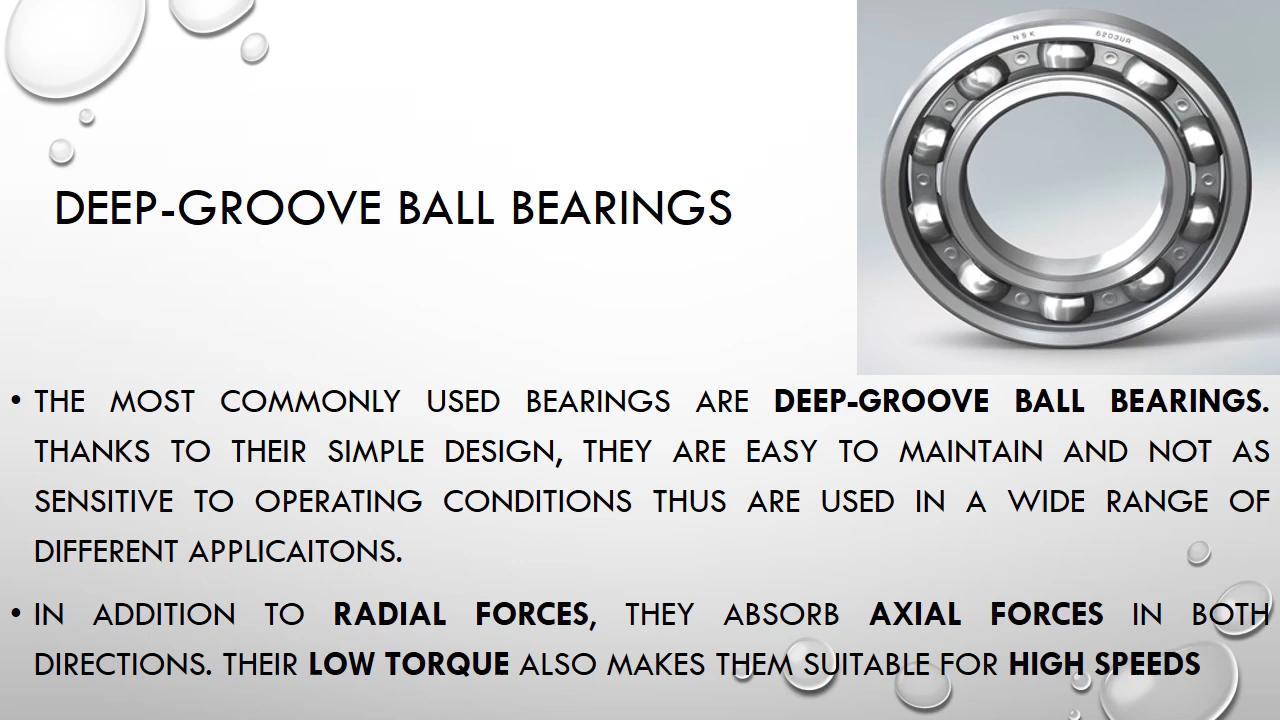 NSK 6203UR
DEEP-GROOVE BALL BEARINGS
• THE MOST COMMONLY USED BEARINGS ARE DEEP-GROOVE BALL BEARINGS.
THANKS TO THEIR SIMPLE DESIGN, THEY ARE EASY TO MAINTAIN AND NOT AS
SENSITIVE TO OPERATING CONDITIONS THUS ARE USED IN A WIDE RANGE OF
DIFFERENT APPLICAITONS.
• IN ADDITION TO RADIAL FORCES, THEY ABSORB AXIAL FORCES IN BOTH
DIRECTIONS. THEIR LOW TORQUE ALSO MAKES THEM SUITABLE FOR HIGH SPEEDS